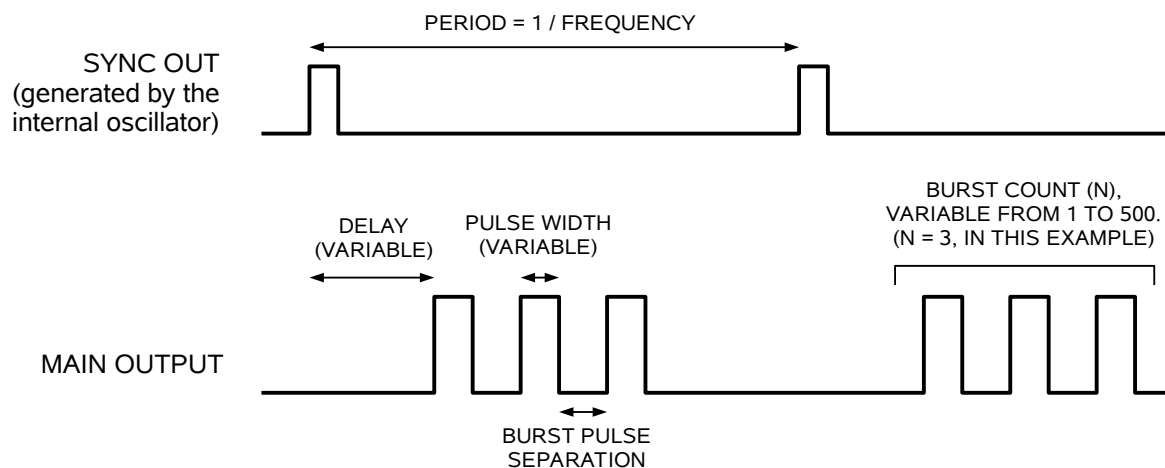 PERIOD = 1 / FREQUENCY
SYNC OUT
(generated by the
internal oscillator)
BURST COUNT (N),
VARIABLE FROM 1 TO 500.
(N = 3, IN THIS EXAMPLE)
DELAY
(VARIABLE)
PULSE WIDTH
(VARIABLE)
MAIN OUTPUT
BURST PULSE
SEPARATION